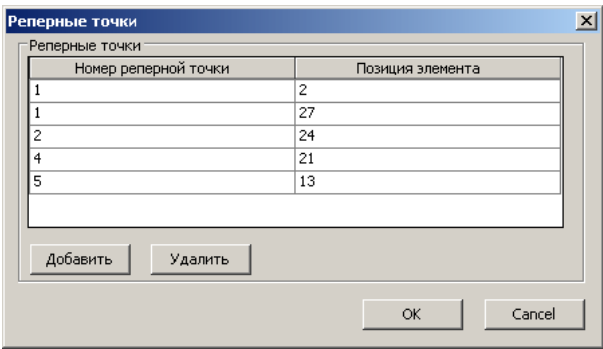 Реперные точки
Реперные точки
Номер реперной точки Позиция элемента
1 2
1 27
2 24
4 21
5 13
Добавить Удалить
OK Cancel